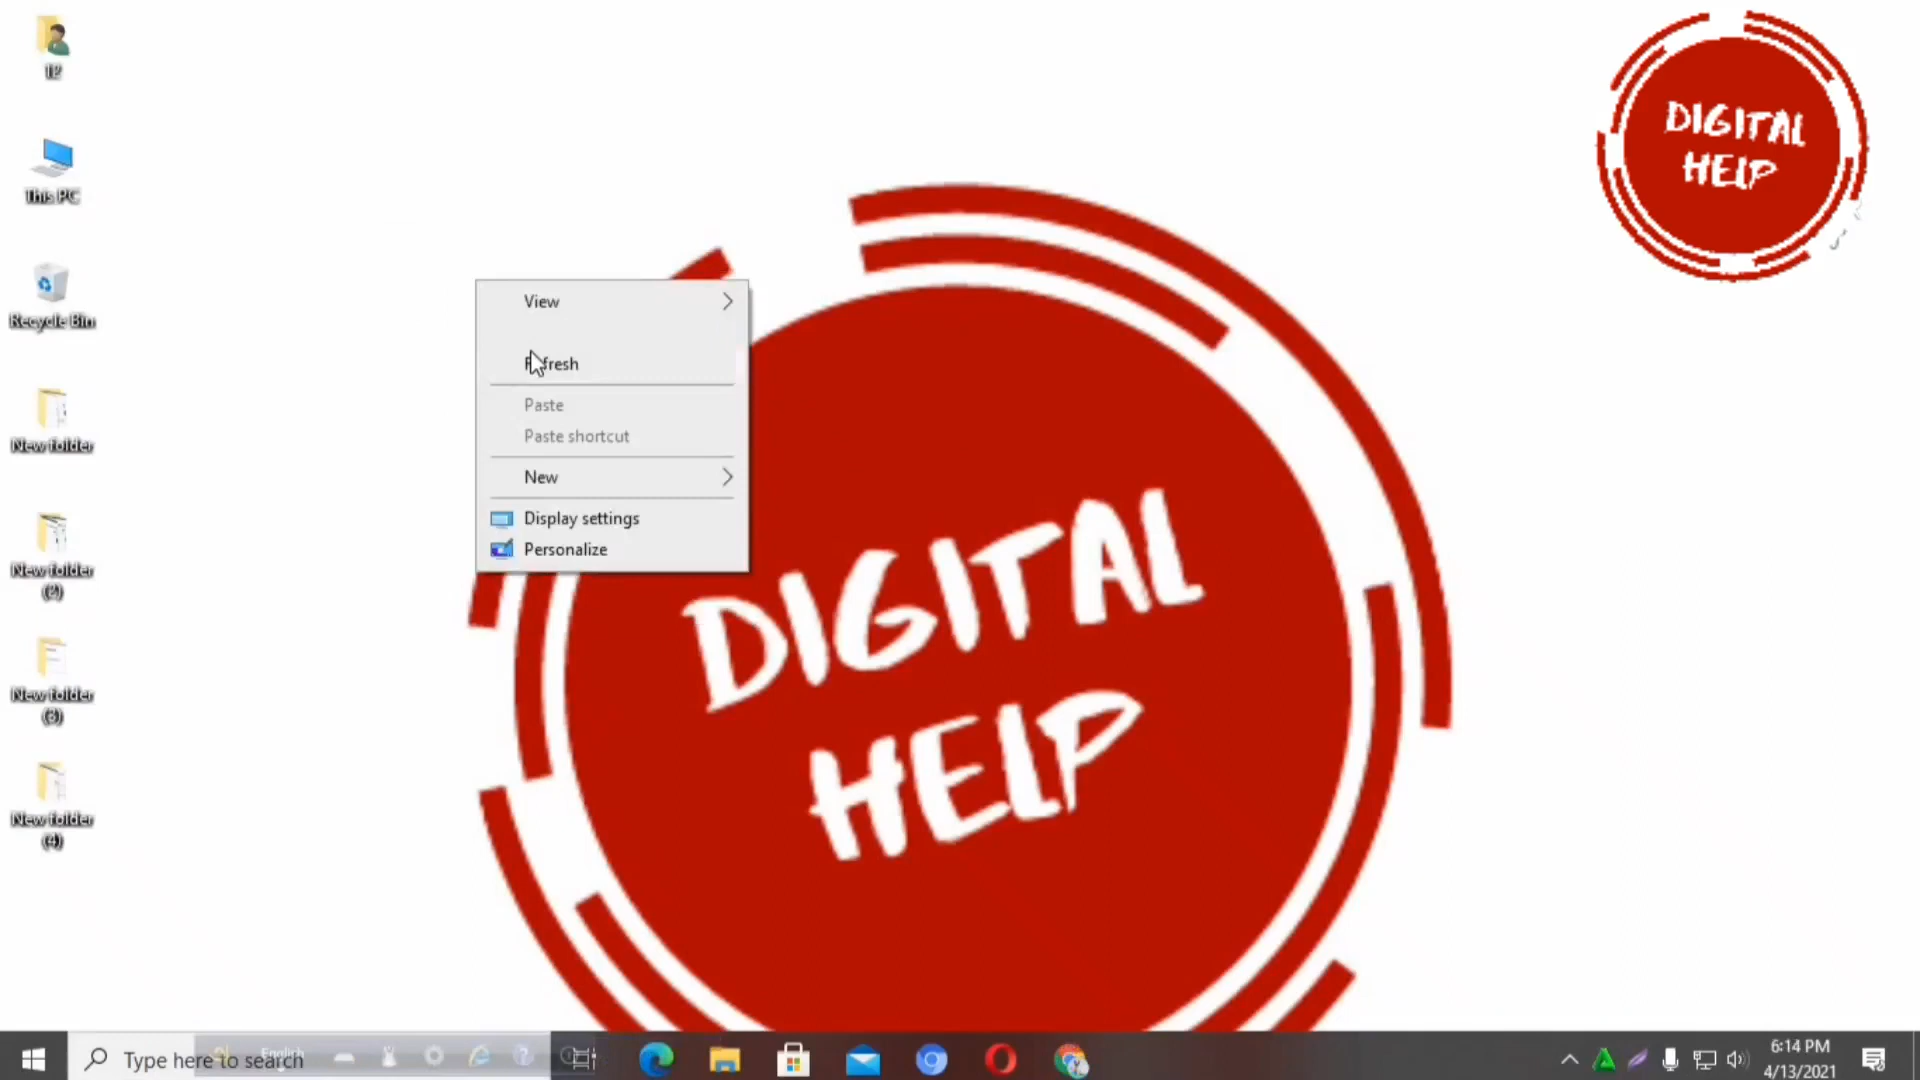 12
This PC
Recycle Bin
New folder
New folder
(2)
New folder
(3)
New folder
(4)
View
Refresh
Paste
Paste shortcut
New
Display settings
Personalize
DIGITAL
HELP
DIGITAL
HELP
Type here to search
English
6:14 PM
4/13/2021